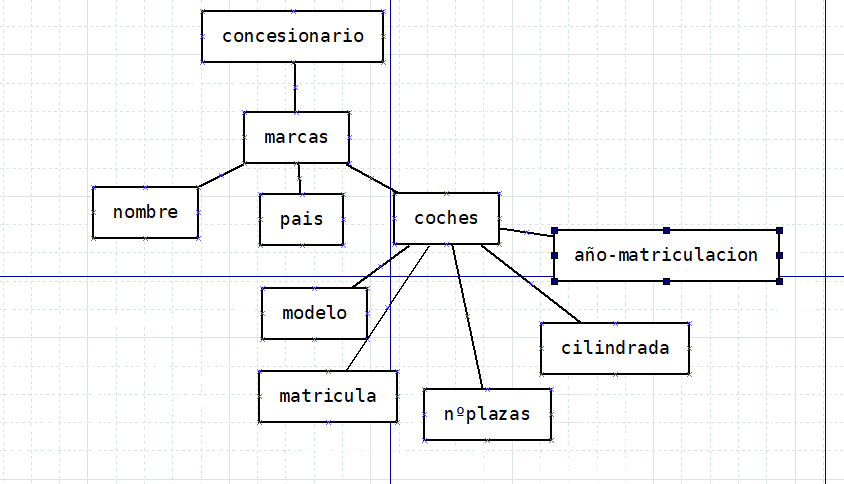 concesionario
marcas
nombre
pais
coches
año-matriculacion
modelo
cilindrada
matricula
nºplazas